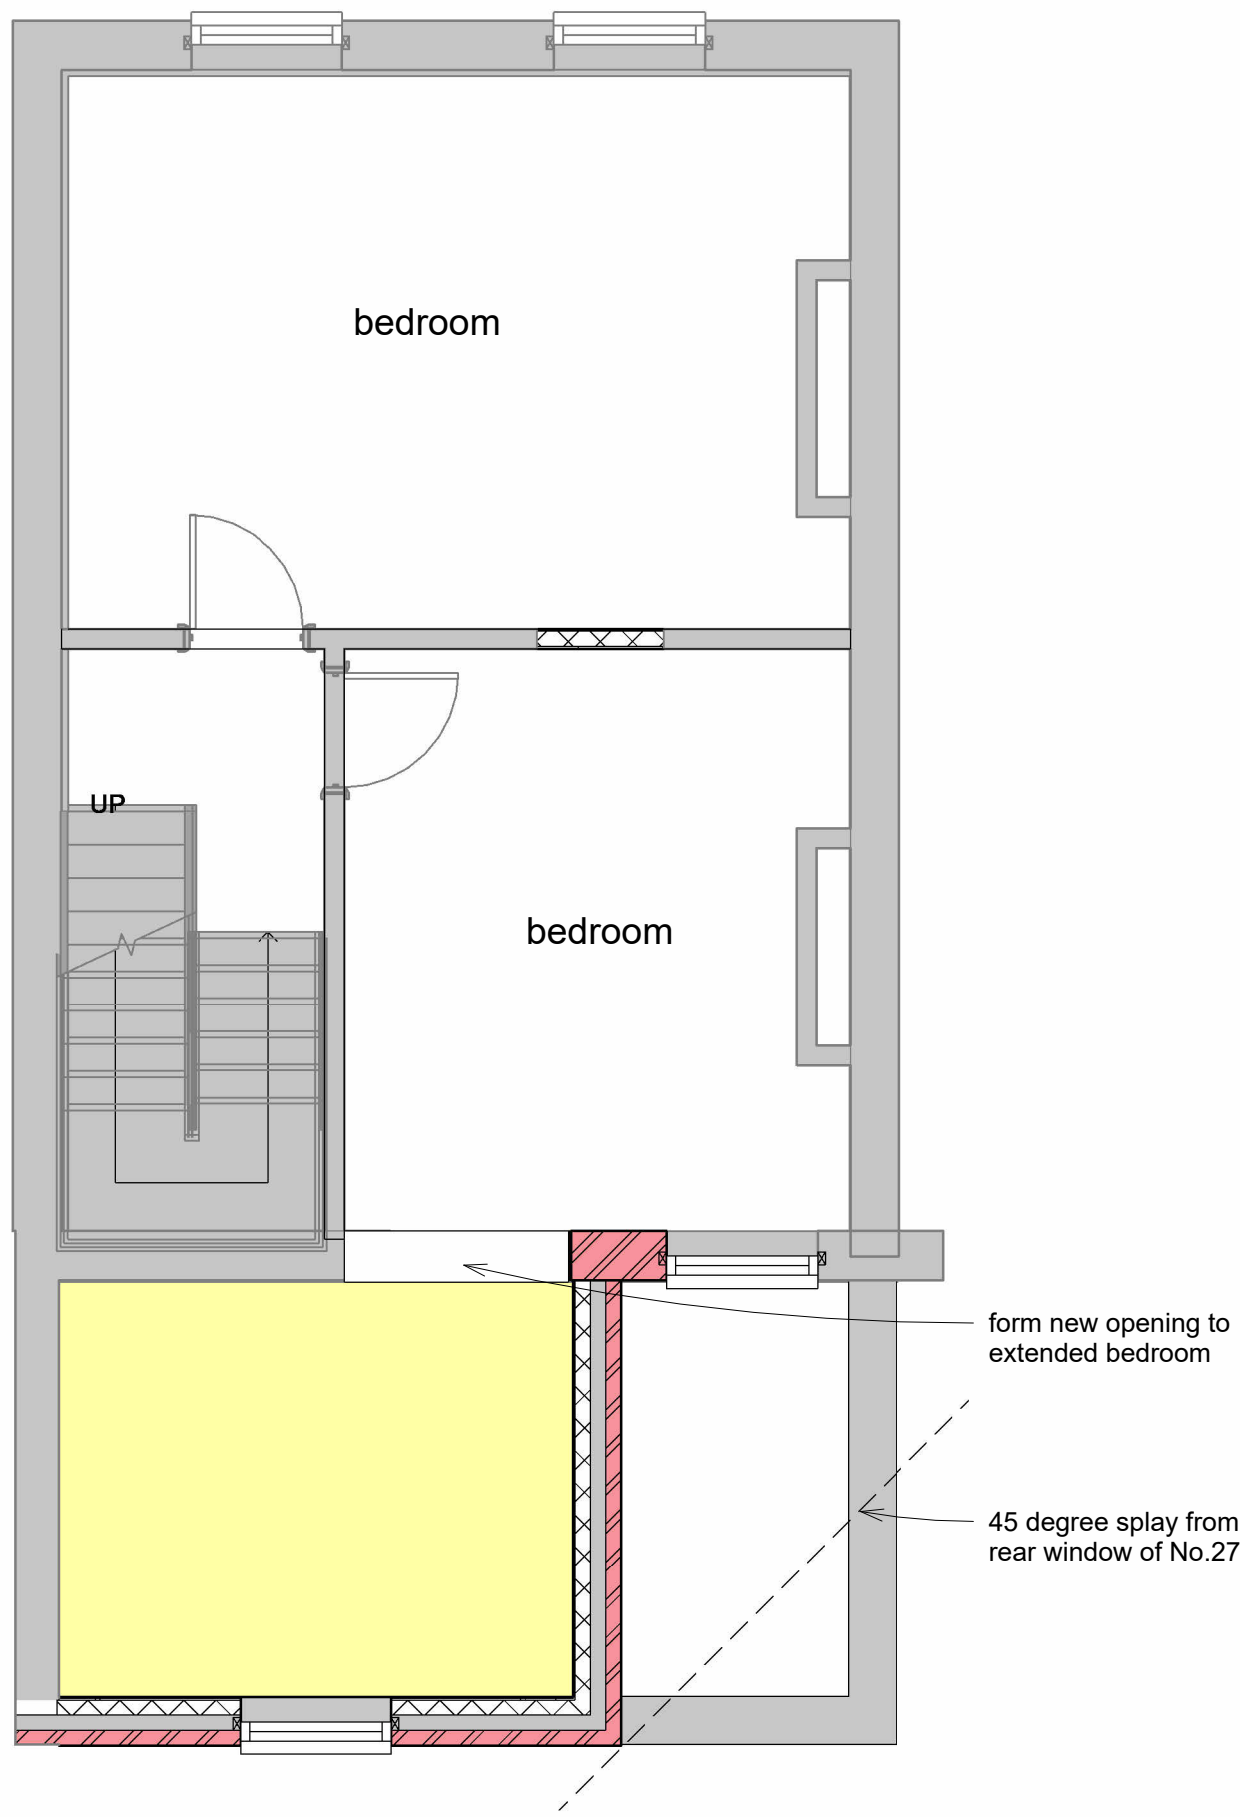 bedroom
UP
bedroom
form new opening to
extended bedroom
45 degree splay from
rear window of No.27